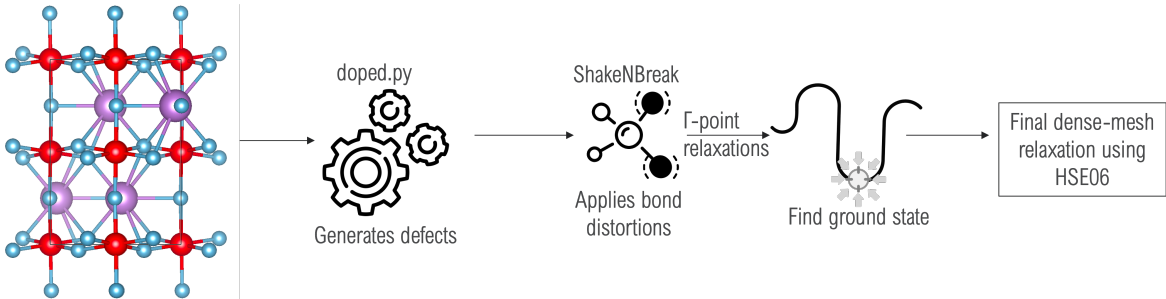 doped.py
Generates defects
ShakeNBreak
Applies bond
distortions
Γ-point
relaxations
Find ground state
Final dense-mesh
relaxation using
HSE06